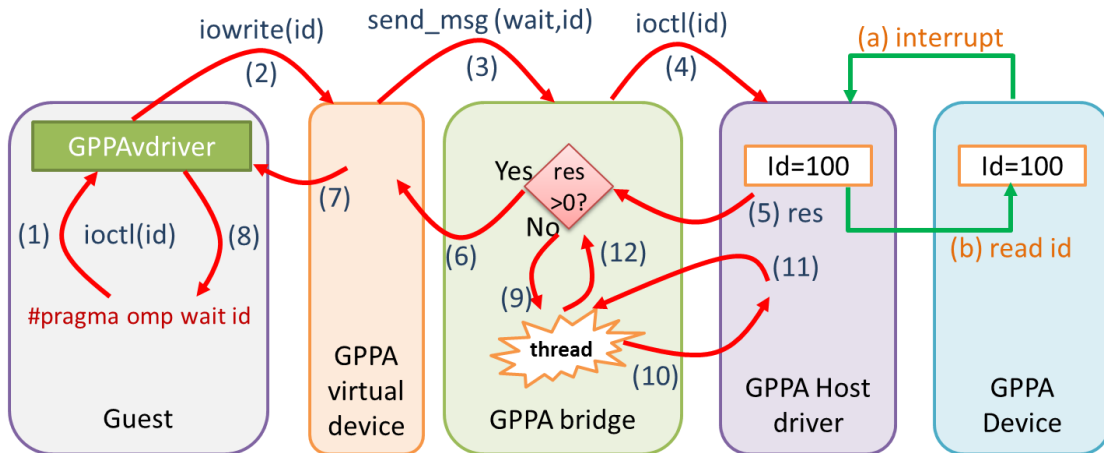 iowrite(id)
(2)
send_msg (wait,id)
(3)
ioctl(id)
(4)
(a) interrupt
GPPAvdriver
(1)
ioctl(id)
(8)
#pragma omp wait id
Guest
(7)
GPPA
virtual
device
Yes
res
>0?
No
(6)
(9)
(12)
thread
(10)
GPPA bridge
Id=100
(5) res
(11)
GPPA Host
driver
Id=100
(b) read id
GPPA
Device